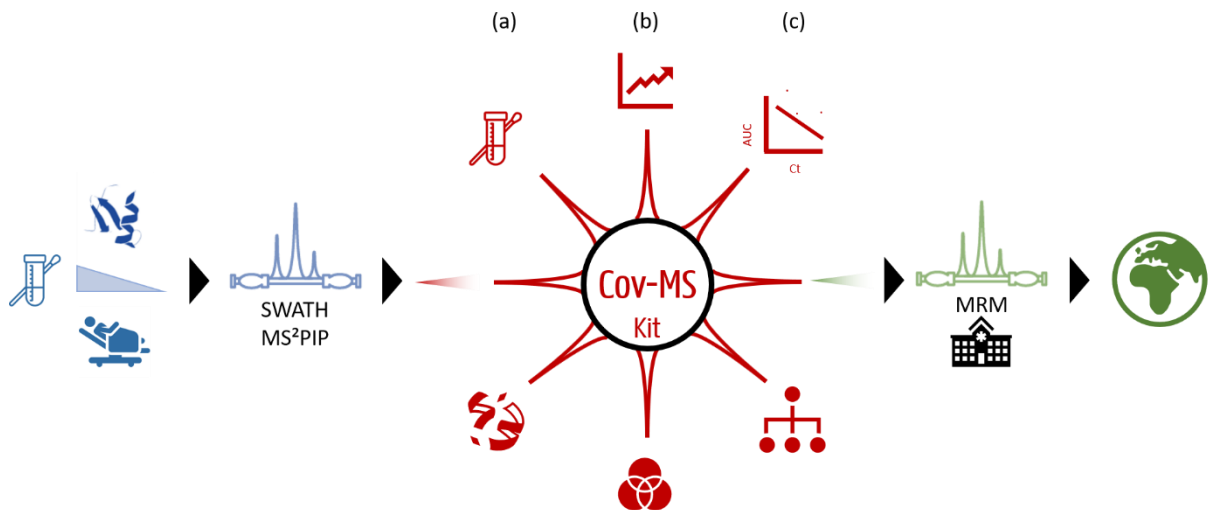 (a)
(b)
(c)
AUC
Ct
SWATH
MS²PIP
Cov-MS
Kit
MRM